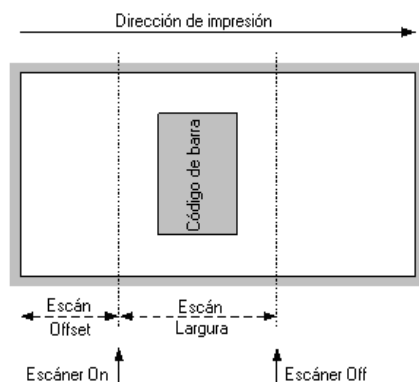 Dirección de impresión
Código de barra
Escán
Offset
Escán
Largura
Escáner On
Escáner Off